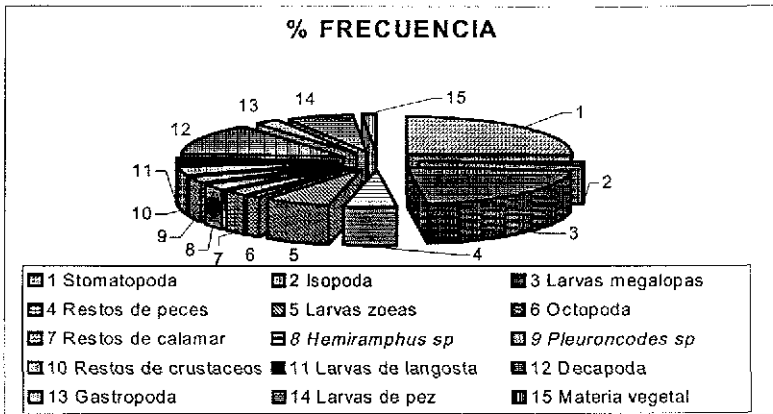 % FRECUENCIA
13 14 15
12 1
11 2
10
9
8 7 6 5 4 3
1 Stomatopoda 2 Isopoda 3 Larvas megalopas
4 Restos de peces 5 Larvas zoeas 6 Octopoda
7 Restos de calamar 8 Hemiramphus sp 9 Pleuroncodes sp
10 Restos de crustaceos 11 Larvas de langosta 12 Decapoda
13 Gastropoda 14 Larvas de pez 15 Materia vegetal